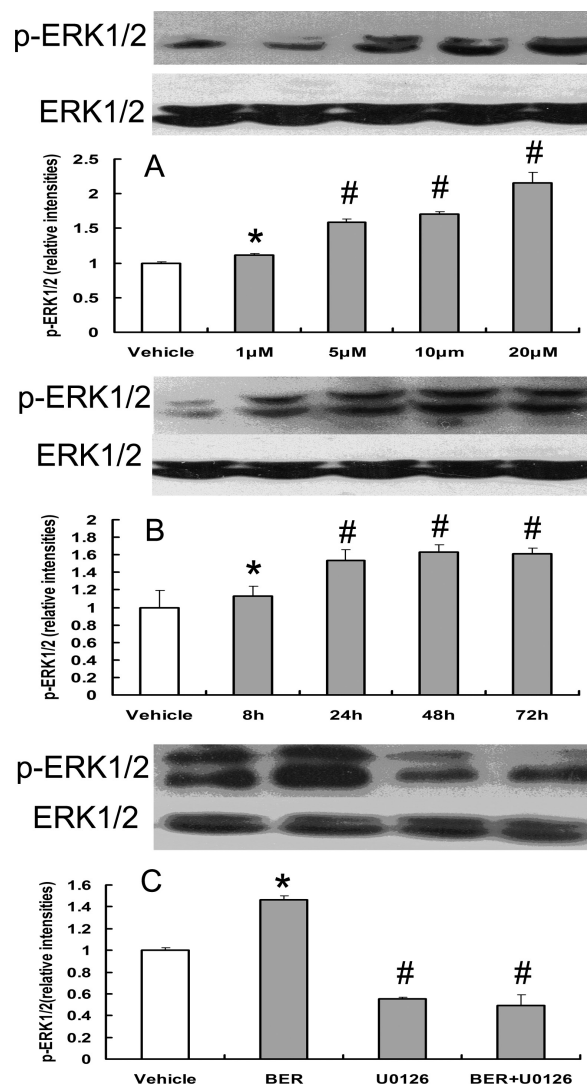 p-ERK1/2
ERK1/2
A
p-ERK1/2 (relative intensities)
2.5
2
1.5
1
0.5
0
*
#
#
#
Vehicle 1μM 5μM 10μm 20μM
p-ERK1/2
ERK1/2
B
p-ERK1/2 (relative intensities)
2
1.8
1.6
1.4
1.2
1
0.8
0.6
0.4
0.2
0
*
#
#
#
Vehicle 8h 24h 48h 72h
p-ERK1/2
ERK1/2
C
p-ERK1/2(relative intensities)
1.6
1.4
1.2
1
0.8
0.6
0.4
0.2
0
*
#
#
Vehicle BER U0126 BER+U0126